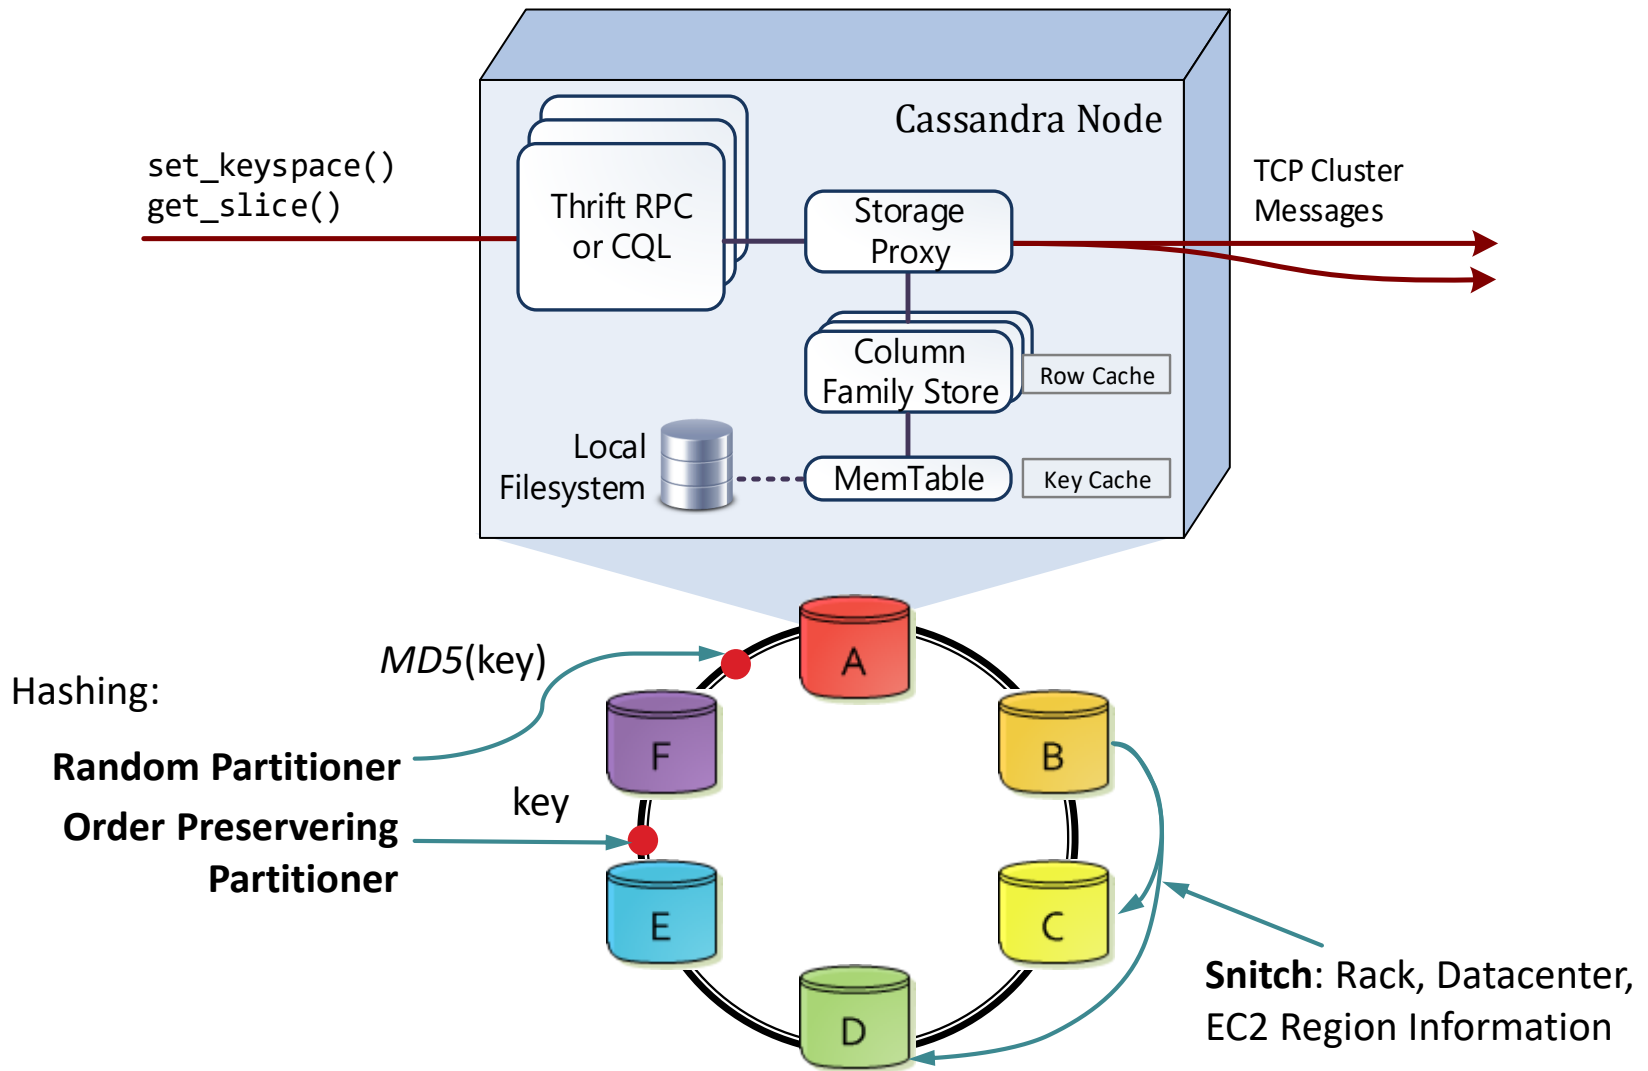 Cassandra Node
set_keyspace()
get_slice()
Thrift RPC
or CQL
Storage
Proxy
TCP Cluster
Messages
Column
Family Store
Row Cache
Local
Filesystem
MemTable
Key Cache
MD5(key)
Hashing:
Random Partitioner
key
Order Preservering
Partitioner
A
B
C
D
E
F
Snitch: Rack, Datacenter,
EC2 Region Information